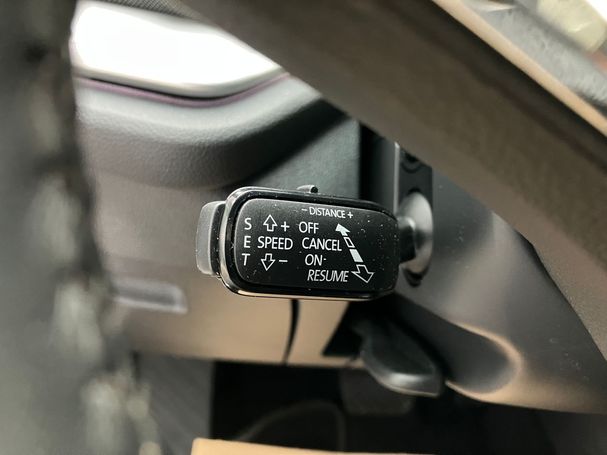 - DISTANCE +
S + OFF
E SPEED CANCEL
T - ON
RESUME